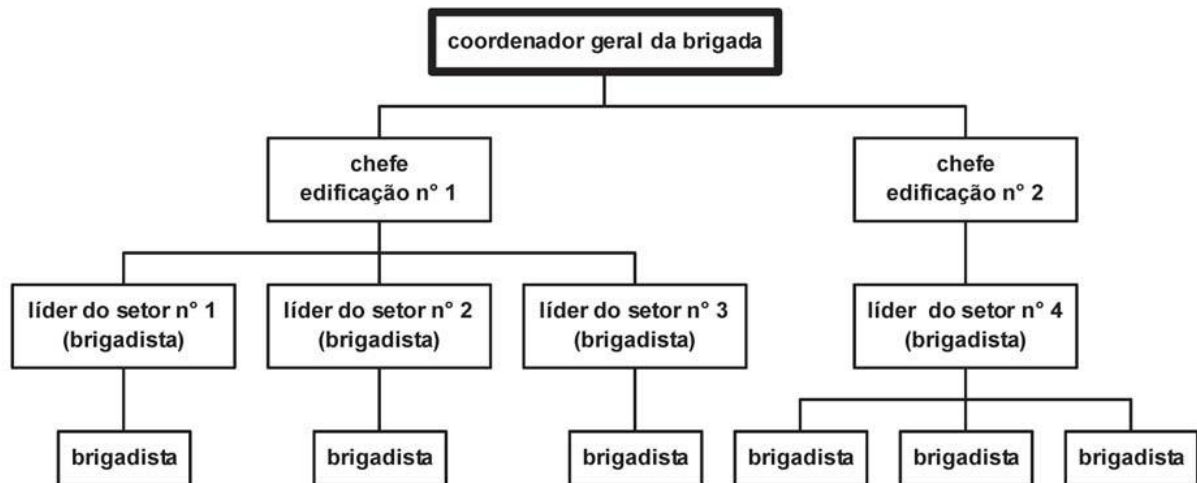 coordenador geral da brigada
chefe
edificação n° 1
chefe
edificação n° 2
líder do setor n° 1
(brigadista)
líder do setor n° 2
(brigadista)
líder do setor n° 3
(brigadista)
líder do setor n° 4
(brigadista)
brigadista
brigadista
brigadista
brigadista
brigadista
brigadista